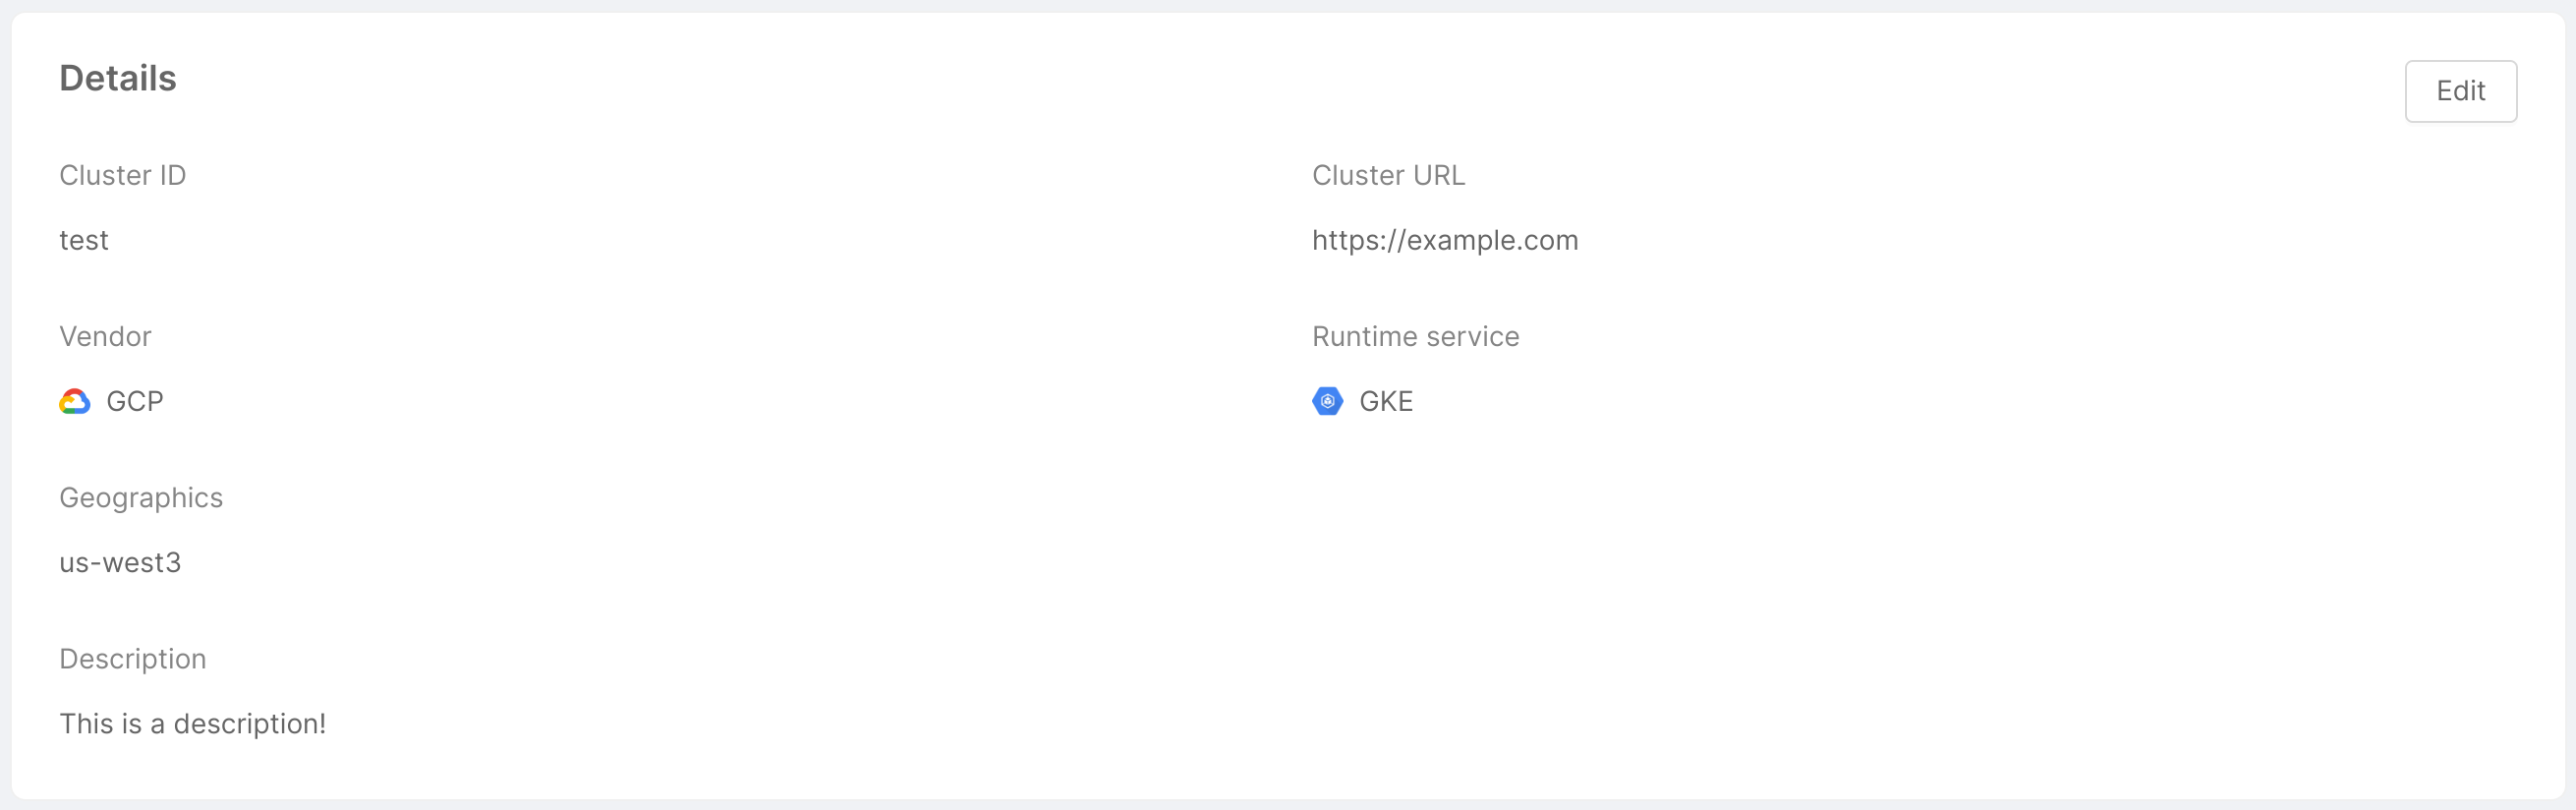 Details
Edit
Cluster ID
Cluster URL
test
https://example.com
Vendor
Runtime service
GCP
GKE
Geographics
us-west3
Description
This is a description!